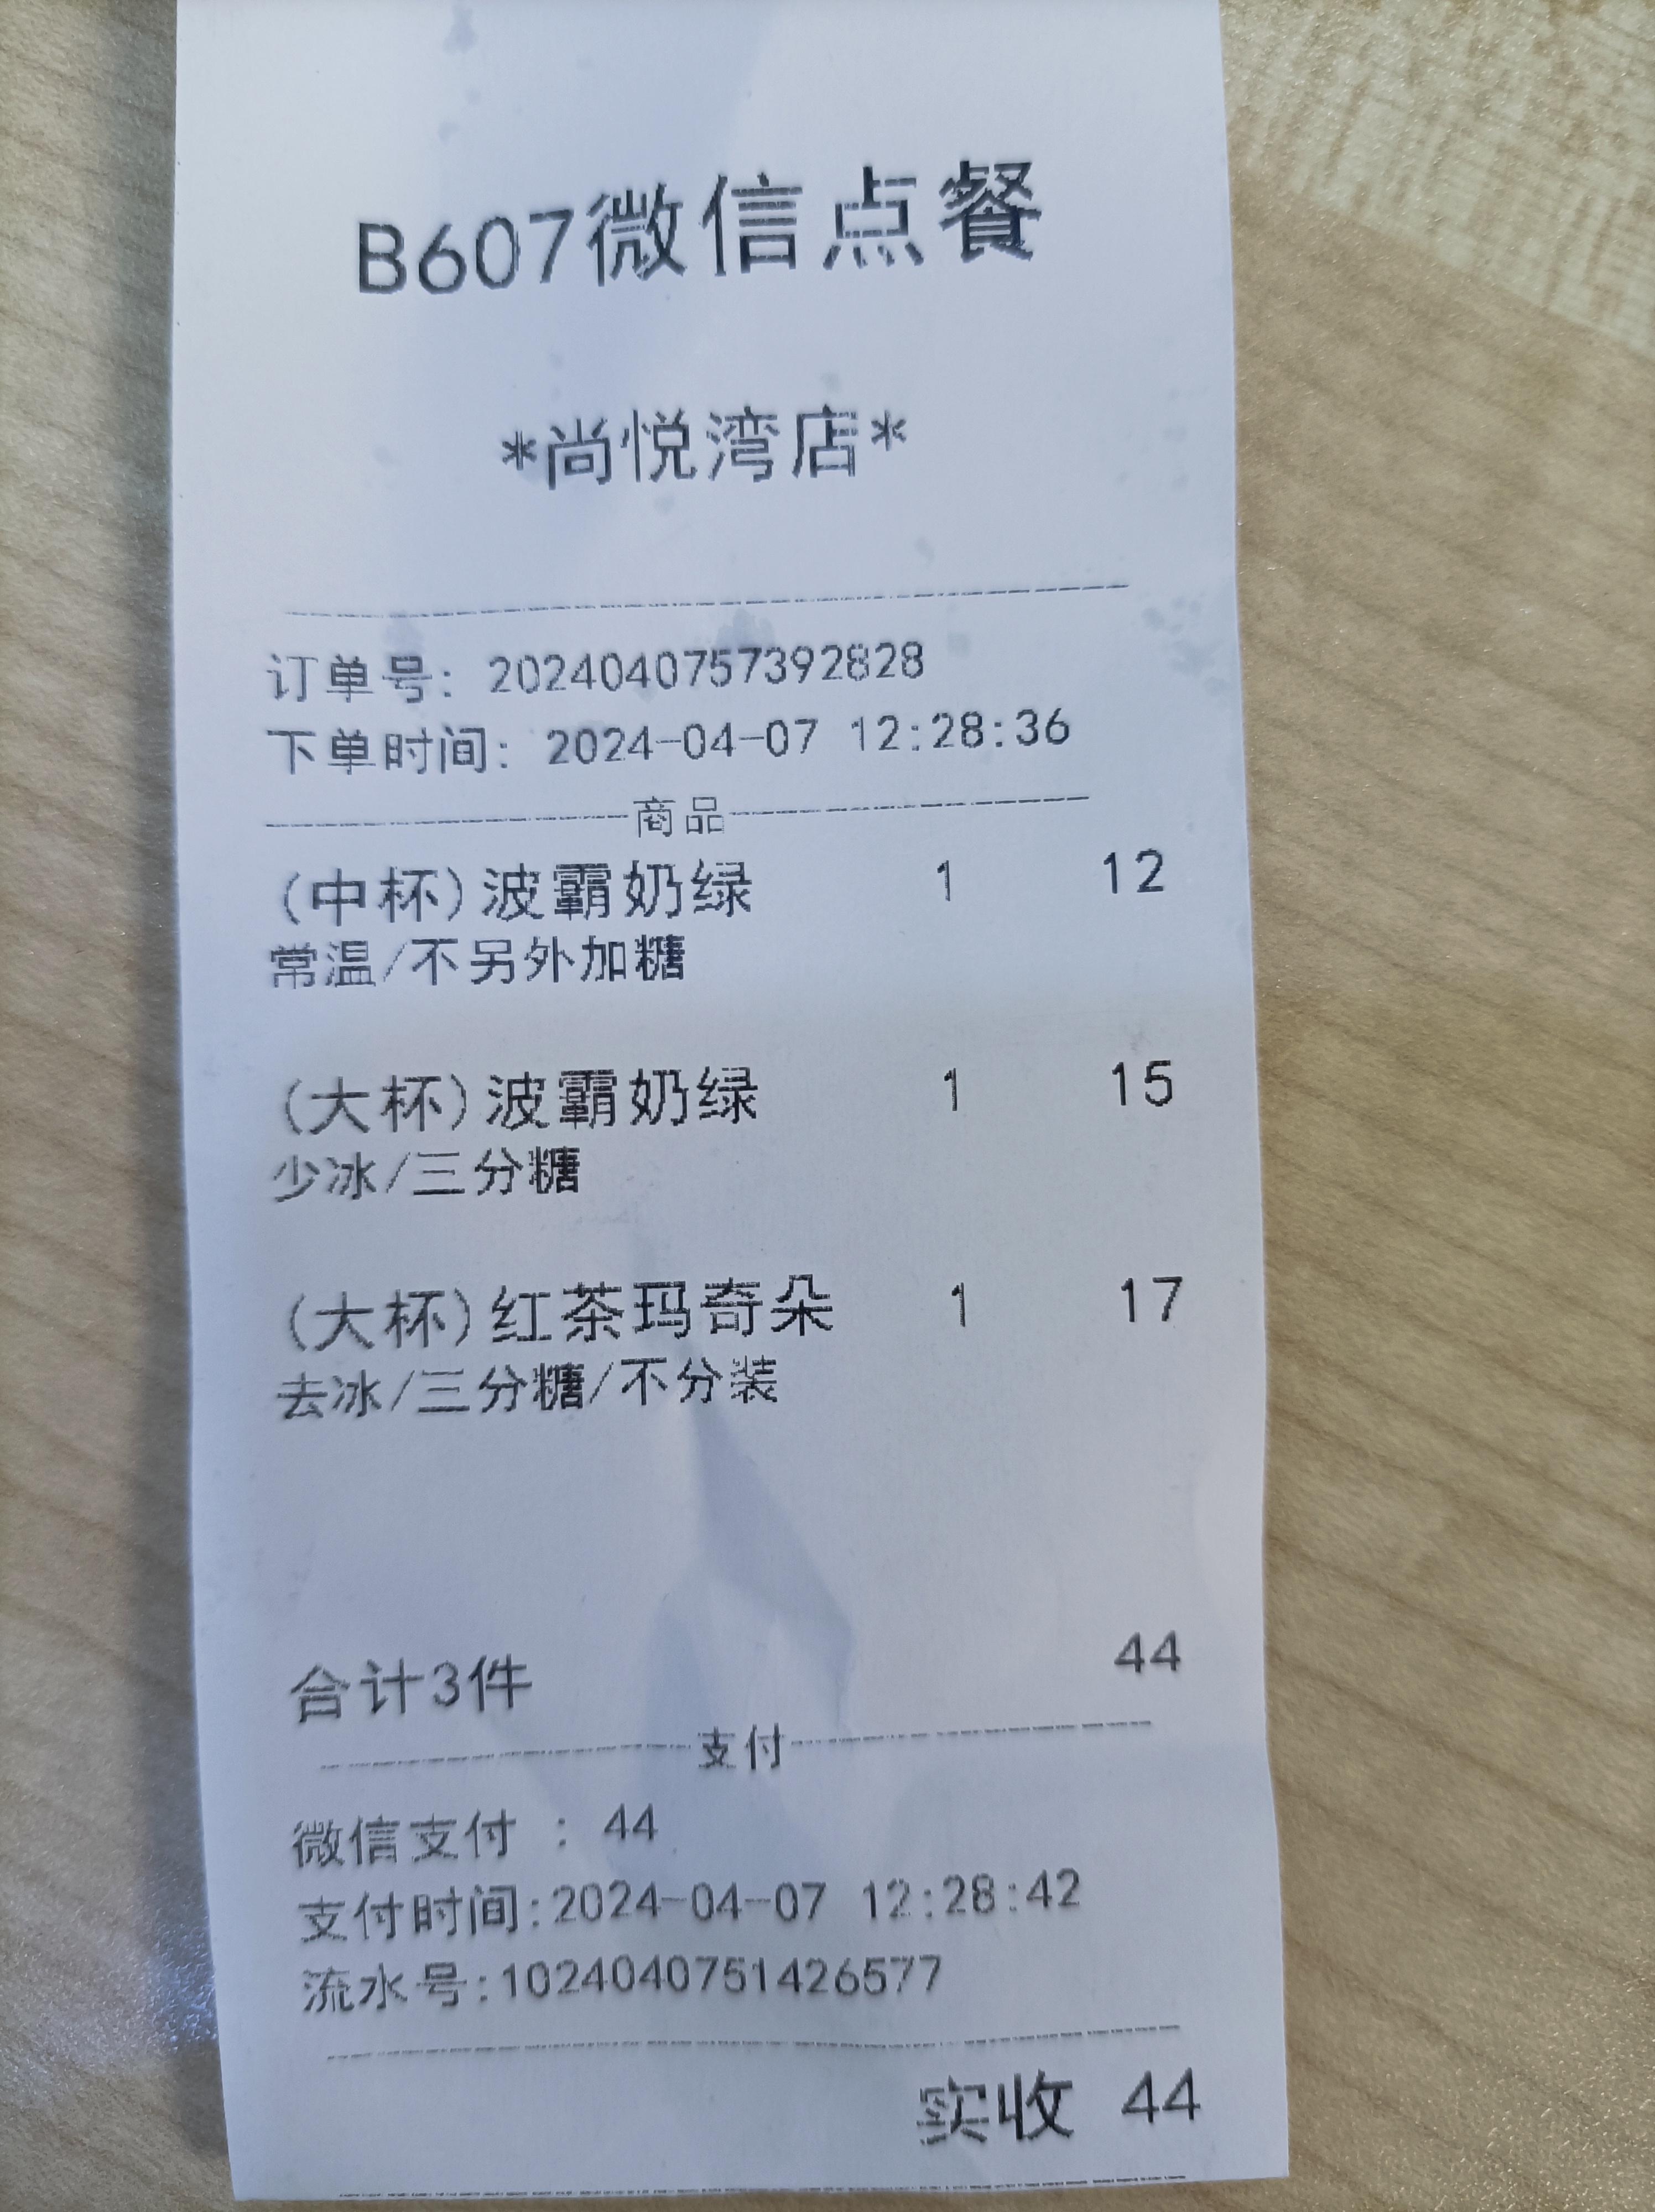 B607微信点餐
*尚悦湾店*
订单号: 2024040757392828
下单时间: 2024-04-07 12:28:36
商品
(中杯)波霸奶绿 1 12
常温/不另外加糖
(大杯)波霸奶绿 1 15
少冰/三分糖
(大杯)红茶玛奇朵 1 17
去冰/三分糖/不分装
合计3件 44
支付
微信支付 : 44
支付时间:2024-04-07 12:28:42
流水号:1024040751426577
实收 44